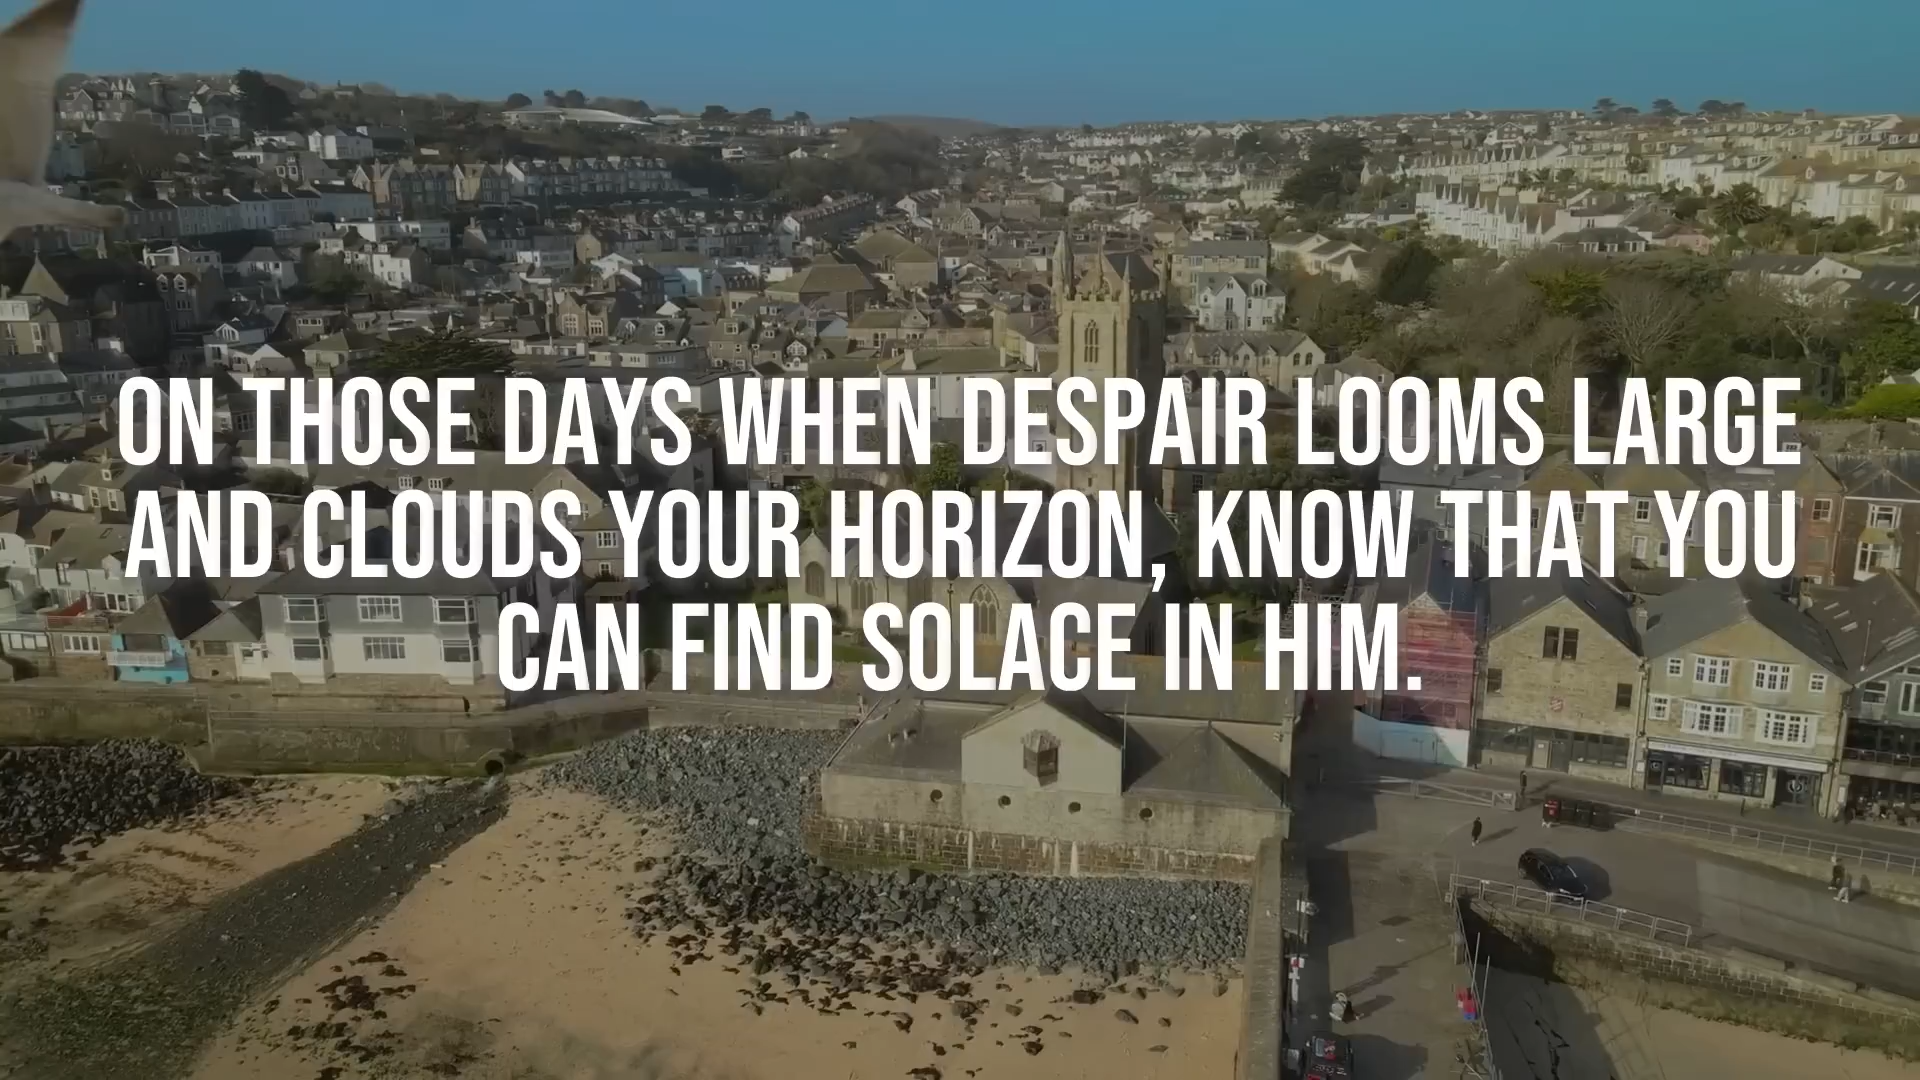 ON THOSE DAYS WHEN DESPAIR LOOMS LARGE
AND CLOUDS YOUR HORIZON, KNOW THAT YOU
CAN FIND SOLACE IN HIM.